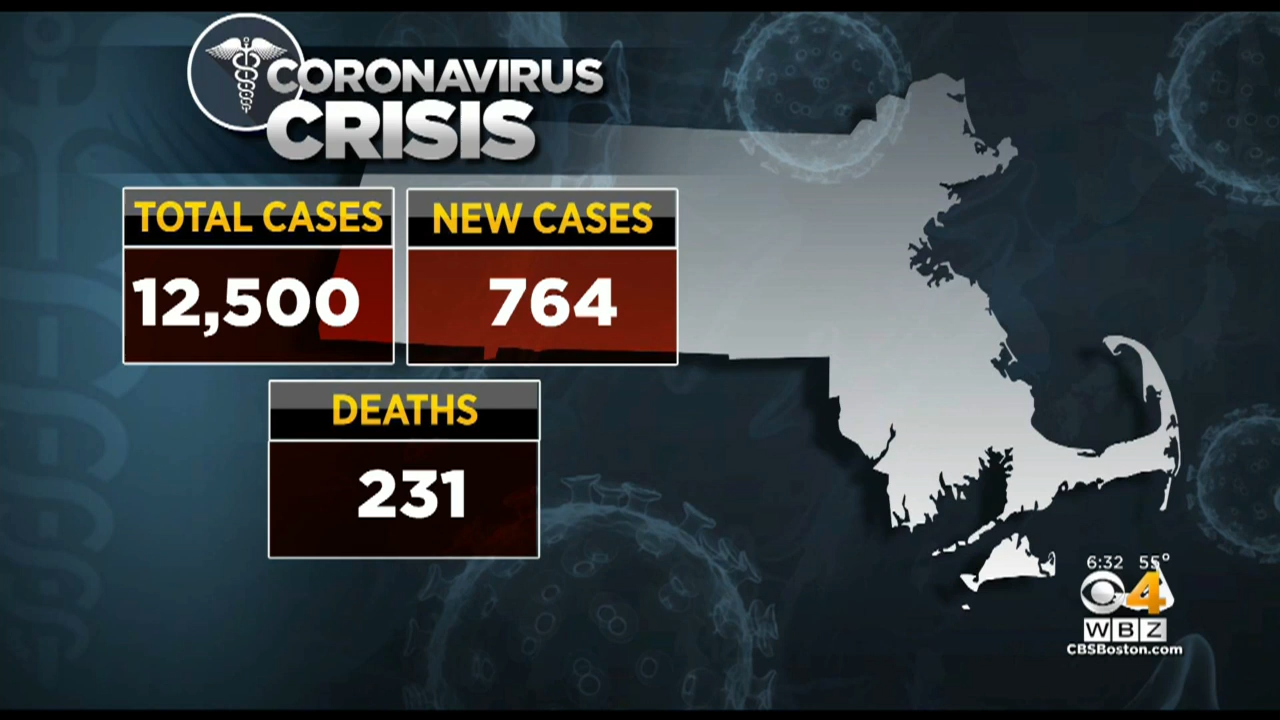 CORONAVIRUS
CRISIS
TOTAL CASES
12,500
NEW CASES
764
DEATHS
231
6:32 55°
4
WBZ
CBSBoston.com